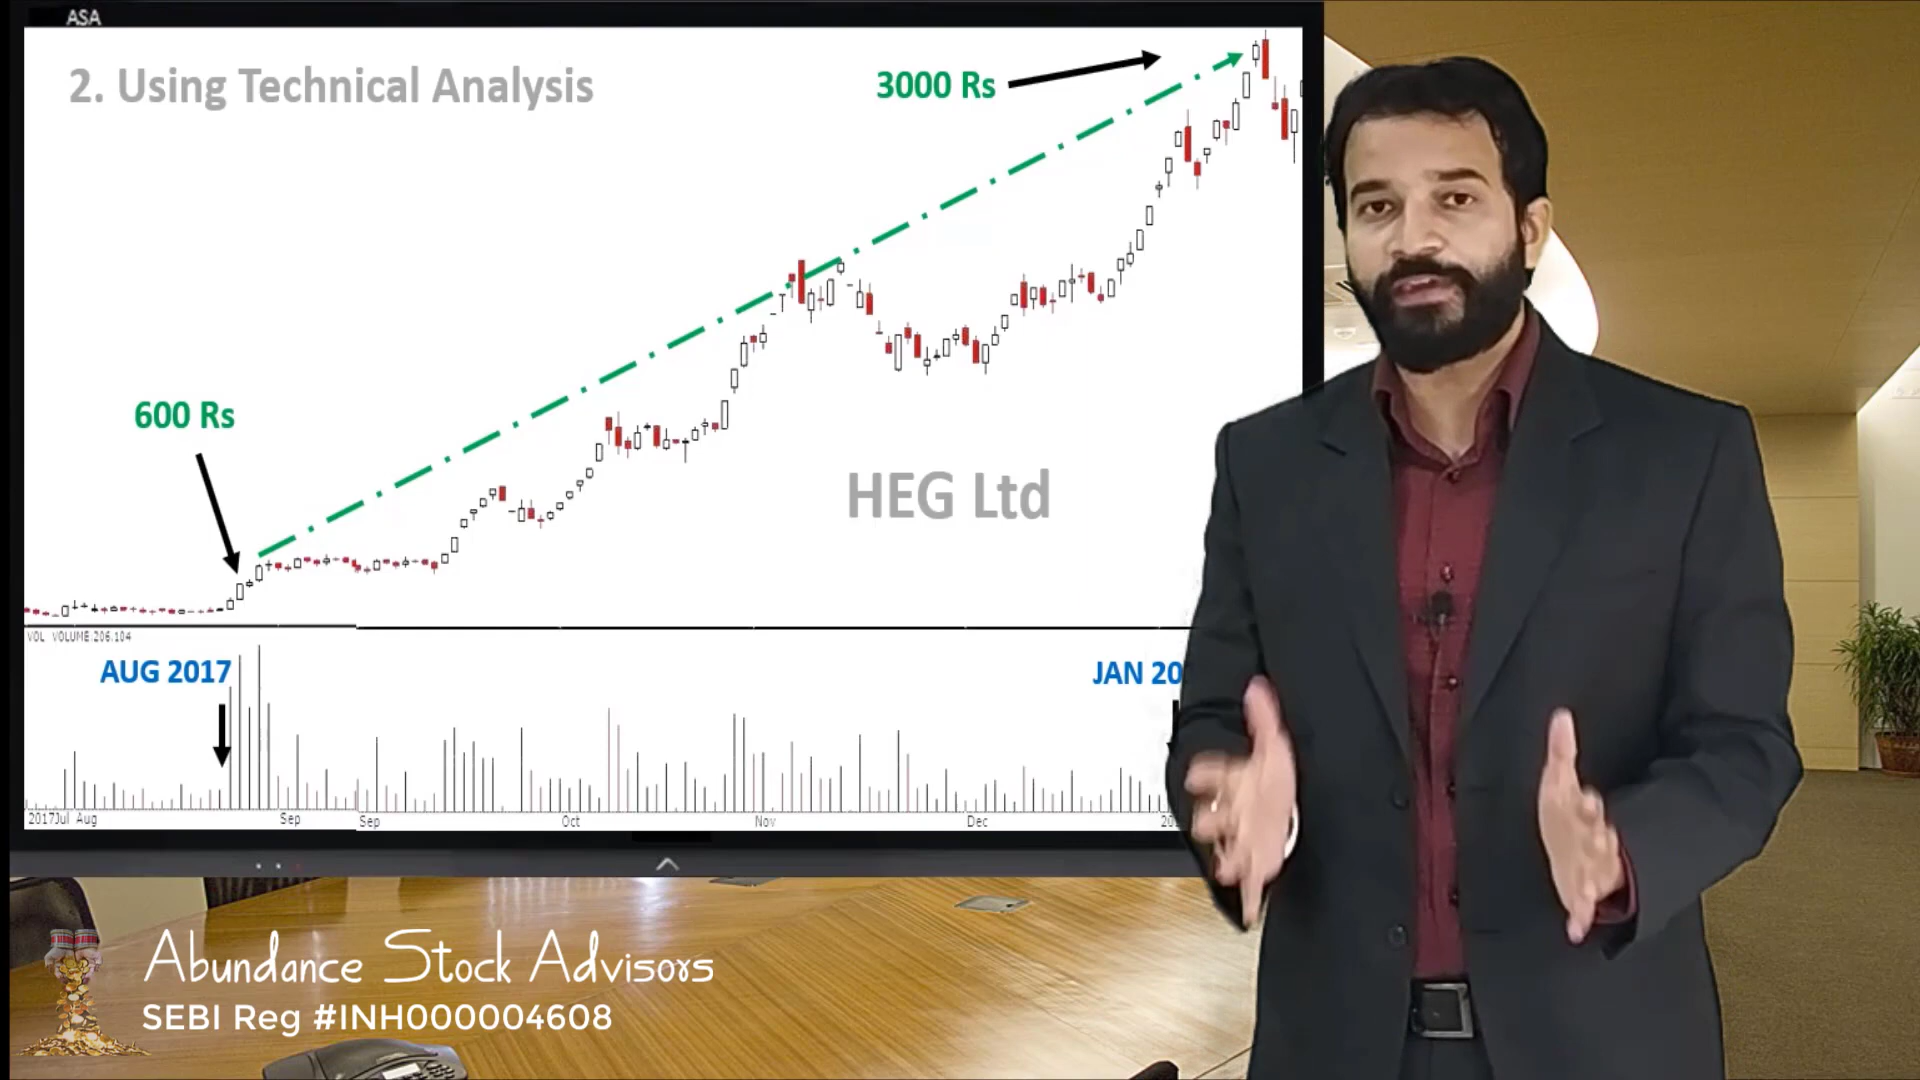 ASA
2. Using Technical Analysis
3000 Rs
600 Rs
HEG Ltd
VOL VOLUME:206.104
AUG 2017
JAN 20
2017Jul Aug Sep Sep Oct Nov Dec 20
Abundance Stock Advisors
SEBI Reg #INH000004608